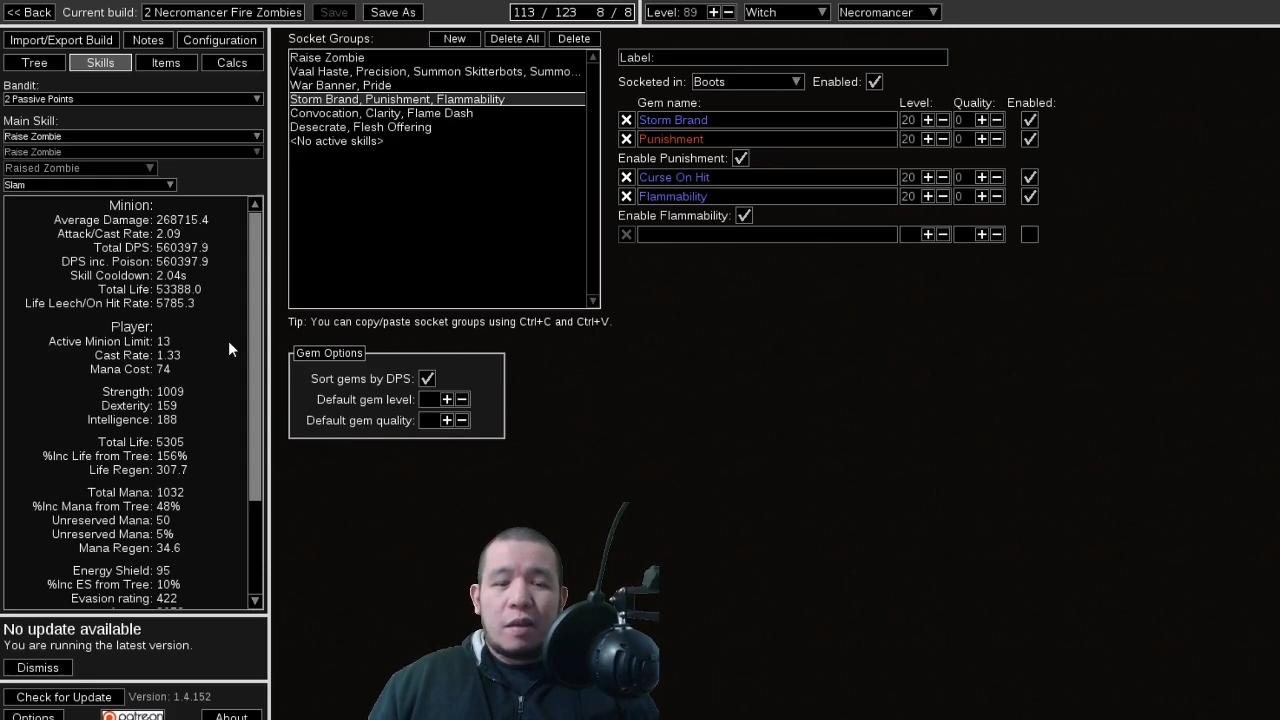 << Back Current build: 2 Necromancer Fire Zombies Save Save As 113 / 123 8 / 8 Level: 89 Witch Necromancer
Import/Export Build Notes Configuration
Tree Skills Items Calcs
Bandit:
2 Passive Points
Main Skill:
Raise Zombie
Raise Zombie
Raised Zombie
Slam
Minion:
Average Damage: 268715.4
Attack/Cast Rate: 2.09
Total DPS: 560397.9
DPS inc. Poison: 560397.9
Skill Cooldown: 2.04s
Total Life: 53388.0
Life Leech/On Hit Rate: 5785.3
Player:
Active Minion Limit: 13
Cast Rate: 1.33
Mana Cost: 74
Strength: 1009
Dexterity: 159
Intelligence: 188
Total Life: 5305
%Inc Life from Tree: 156%
Life Regen: 307.7
Total Mana: 1032
%Inc Mana from Tree: 48%
Unreserved Mana: 50
Unreserved Mana: 5%
Mana Regen: 34.6
Energy Shield: 95
%Inc ES from Tree: 10%
Evasion rating: 422
No update available
You are running the latest version.
Dismiss
Check for Update Version: 1.4.152
Options patreon About
Socket Groups: New Delete All Delete
Raise Zombie
Vaal Haste, Precision, Summon Skitterbots, Summo...
War Banner, Pride
Storm Brand, Punishment, Flammability
Convocation, Clarity, Flame Dash
Desecrate, Flesh Offering
<No active skills>
Tip: You can copy/paste socket groups using Ctrl+C and Ctrl+V.
Gem Options
Sort gems by DPS:
Default gem level:
Default gem quality:
Label:
Socketed in: Boots Enabled:
Gem name: Level: Quality: Enabled:
Storm Brand 20 0
Punishment 20 0
Enable Punishment:
Curse On Hit 20 0
Flammability 20 0
Enable Flammability: